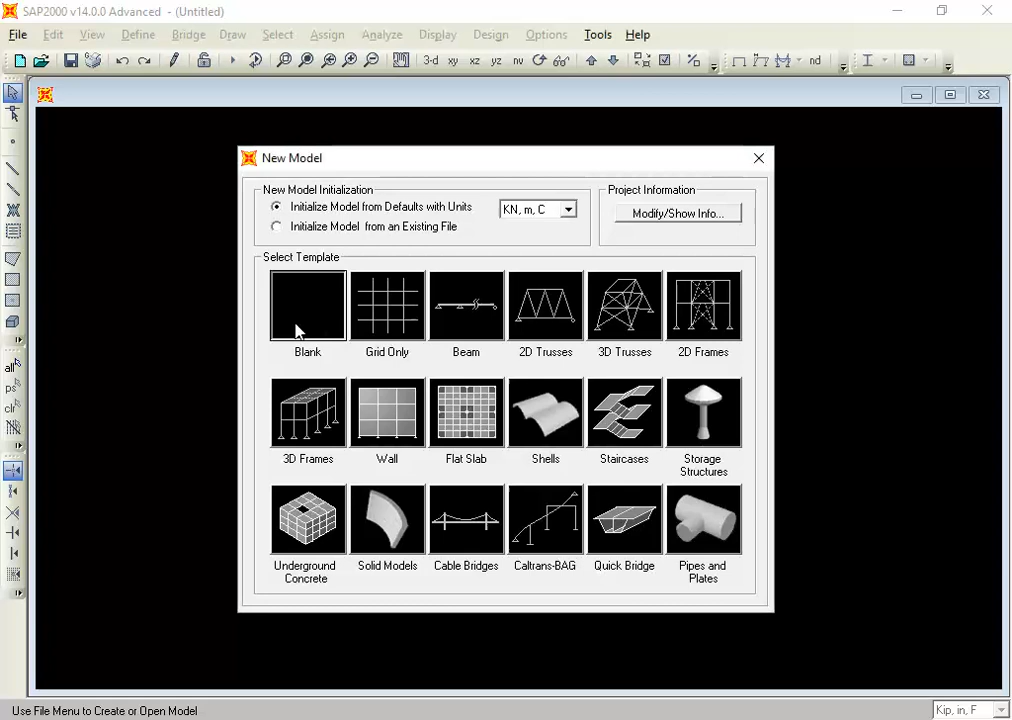 SAP2000 v14.0.0 Advanced - (Untitled)
File Edit View Define Bridge Draw Select Assign Analyze Display Design Options Tools Help
3-d xy xz yz nv nd
New Model
New Model Initialization
Project Information
Initialize Model from Defaults with Units
KN, m, C
Modify/Show Info...
Initialize Model from an Existing File
Select Template
Blank Grid Only Beam 2D Trusses 3D Trusses 2D Frames
3D Frames Wall Flat Slab Shells Staircases Storage Structures
Underground Concrete Solid Models Cable Bridges Caltrans-BAG Quick Bridge Pipes and Plates
all
ps
clr
Use File Menu to Create or Open Model
Kip, in, F